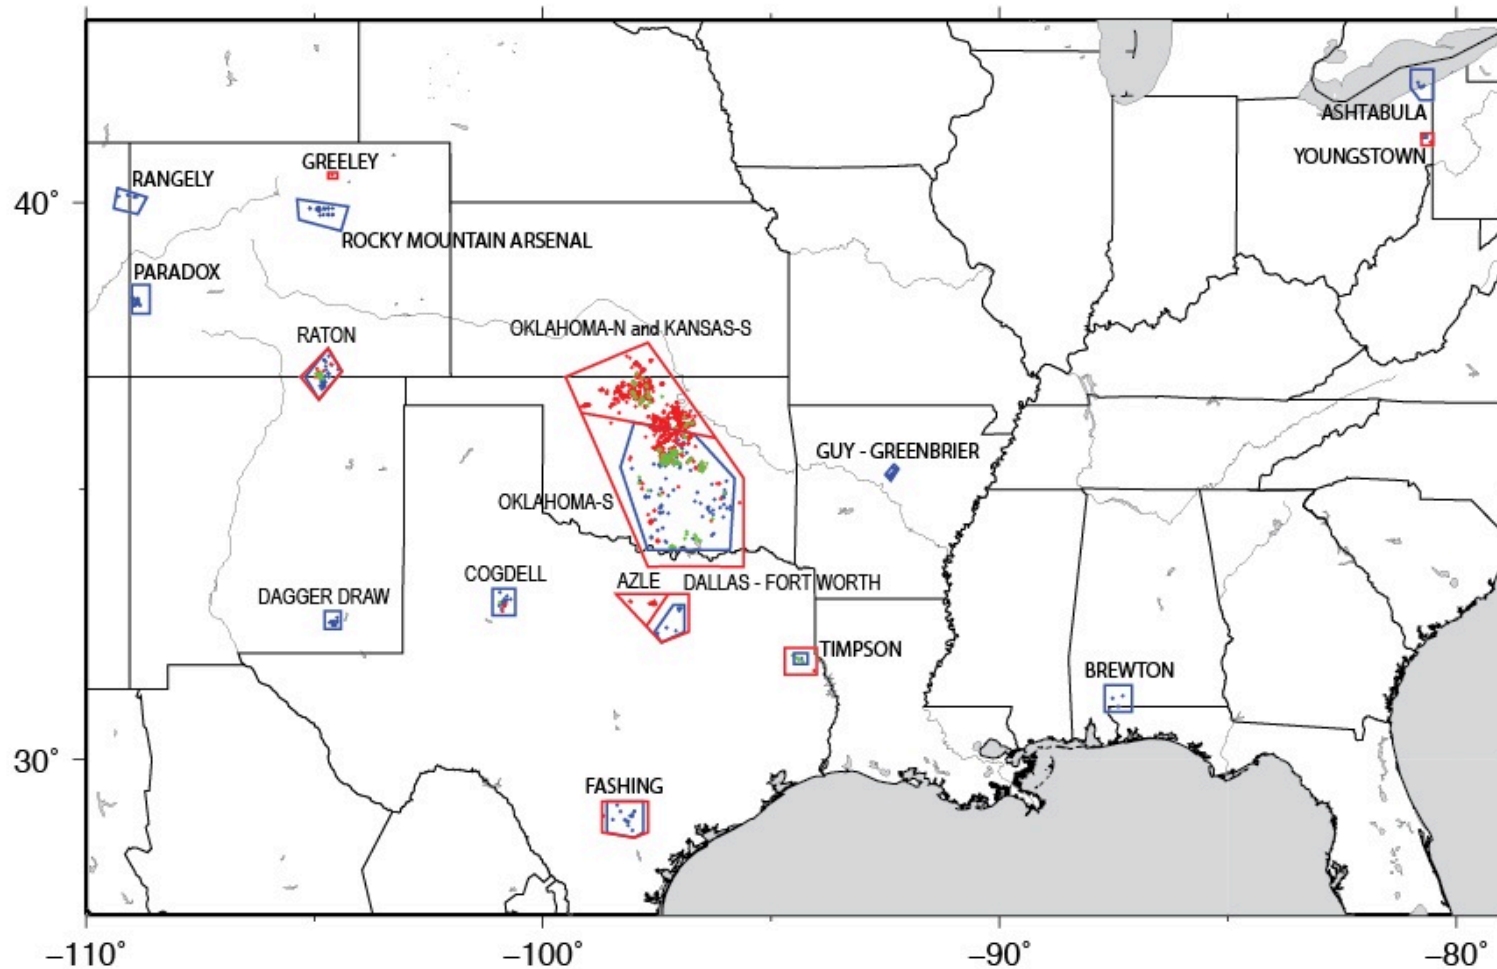 ASHTABULA
YOUNGSTOWN
GREELEY
RANGELY
40°
ROCKY MOUNTAIN ARSENAL
PARADOX
RATON
OKLAHOMA-N and KANSAS-S
GUY - GREENBRIER
OKLAHOMA-S
COGDELL
AZLE
DALLAS - FORT WORTH
DAGGER DRAW
TIMPSON
BREWTON
30°
FASHING
−110°
−100°
−90°
−80°